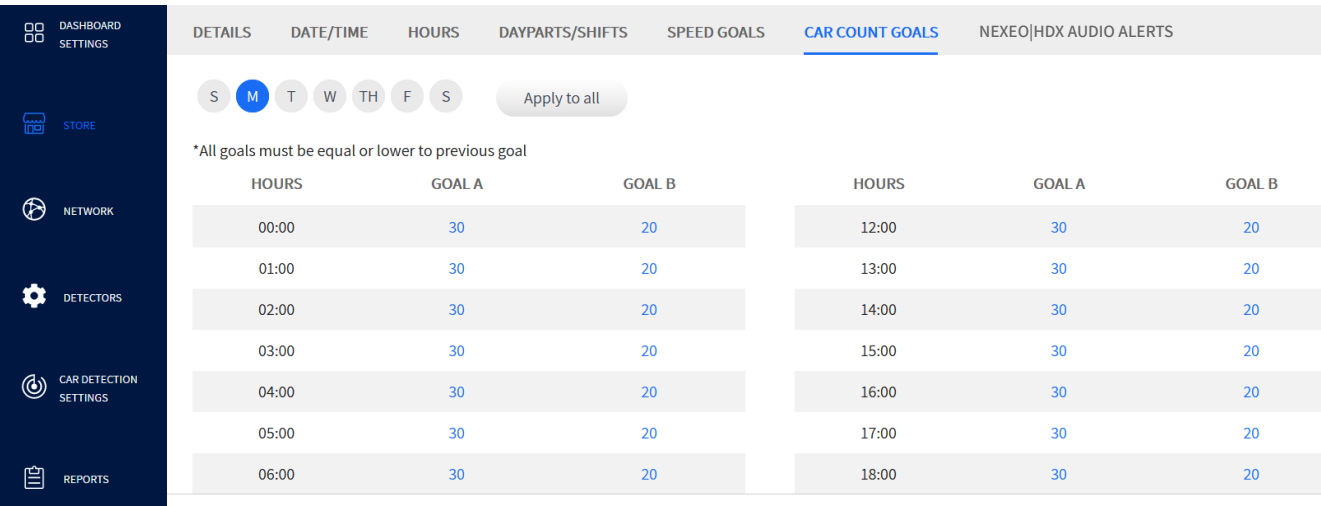 DASHBOARD
SETTINGS
STORE
NETWORK
DETECTORS
CAR DETECTION
SETTINGS
REPORTS
DETAILS DATE/TIME HOURS DAYPARTS/SHIFTS SPEED GOALS CAR COUNT GOALS NEXEO|HDX AUDIO ALERTS
S M T W TH F S Apply to all
*All goals must be equal or lower to previous goal
HOURS GOAL A GOAL B HOURS GOAL A GOAL B
00:00 30 20 12:00 30 20
01:00 30 20 13:00 30 20
02:00 30 20 14:00 30 20
03:00 30 20 15:00 30 20
04:00 30 20 16:00 30 20
05:00 30 20 17:00 30 20
06:00 30 20 18:00 30 20